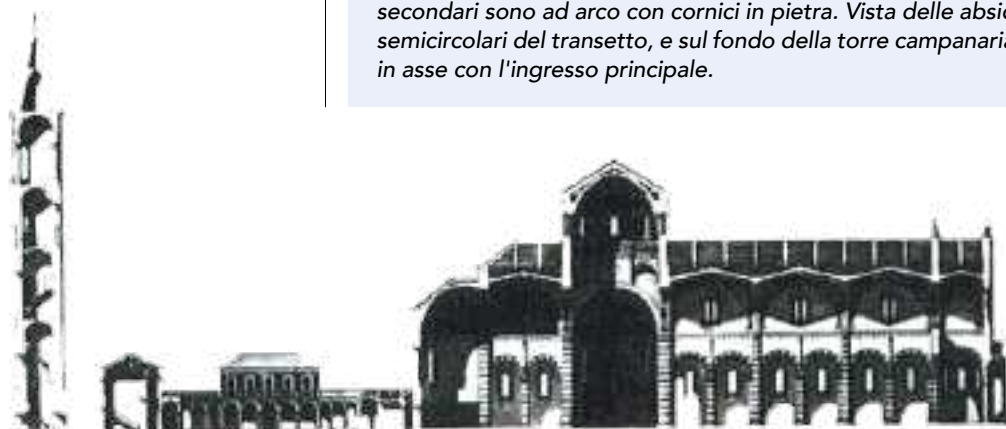 secondari sono ad arco con cornici in pietra. Vista delle
semicircolari del transetto, e sul fondo della torre campanaria
in asse con l'ingresso principale.